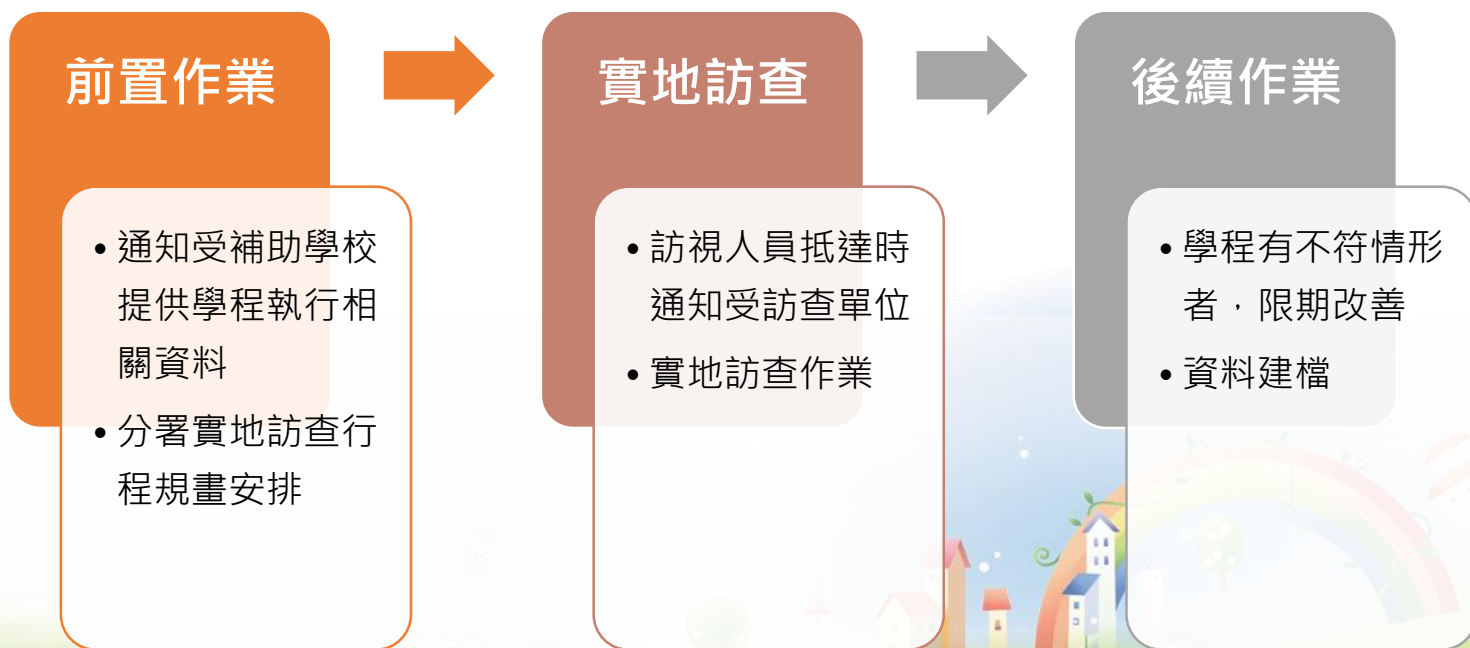 前置作業
• 通知受補助學校
提供學程執行相
關資料
• 分署實地訪查行
程規畫安排
實地訪查
• 訪視人員抵達時
通知受訪查單位
• 實地訪查作業
後續作業
• 學程有不符情形
者，限期改善
• 資料建檔